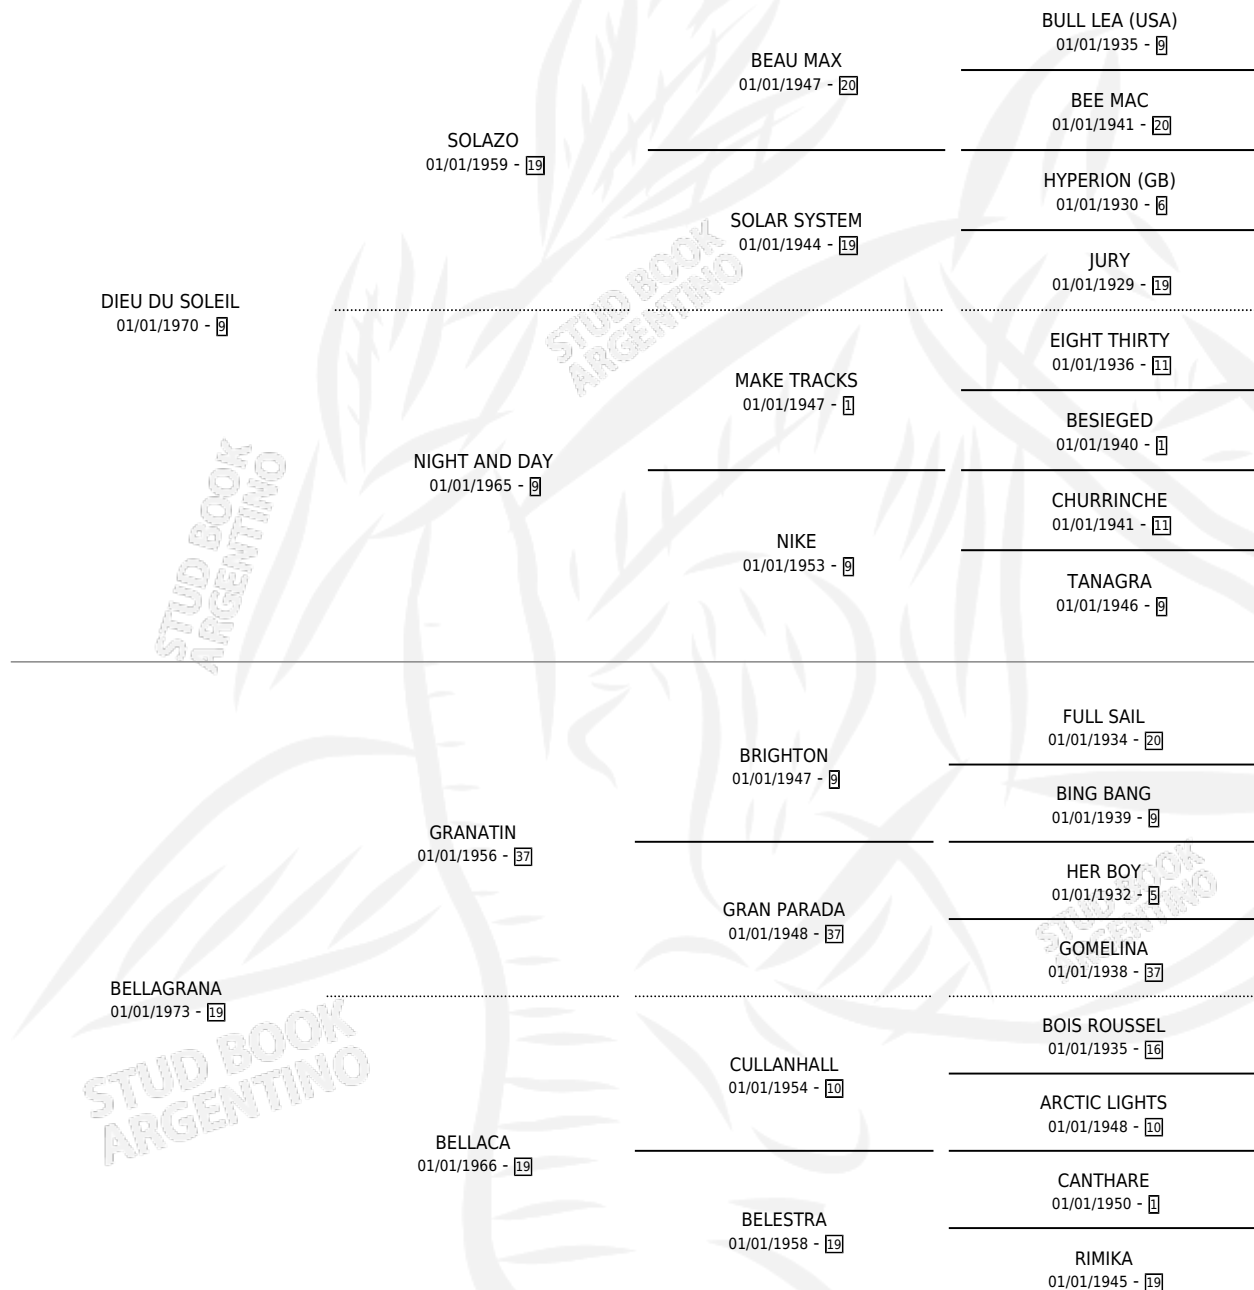 BULL LEA (USA)
01/01/1935 - 9
BEAU MAX
01/01/1947 - 20
BEE MAC
01/01/1941 - 20
SOLAZO
01/01/1959 - 19
HYPERION (GB)
01/01/1930 - 6
SOLAR SYSTEM
01/01/1944 - 19
JURY
01/01/1929 - 19
DIEU DU SOLEIL
01/01/1970 - 9
EIGHT THIRTY
01/01/1936 - 11
MAKE TRACKS
01/01/1947 - 1
BESIEGED
01/01/1940 - 1
NIGHT AND DAY
01/01/1965 - 9
CHURRINCHE
01/01/1941 - 11
NIKE
01/01/1953 - 9
TANAGRA
01/01/1946 - 9
FULL SAIL
01/01/1934 - 20
BRIGHTON
01/01/1947 - 9
BING BANG
01/01/1939 - 9
GRANATIN
01/01/1956 - 37
HER BOY
01/01/1932 - 5
GRAN PARADA
01/01/1948 - 37
GOMELINA
01/01/1938 - 37
BELLAGRANA
01/01/1973 - 19
BOIS ROUSSEL
01/01/1935 - 16
CULLANHALL
01/01/1954 - 10
ARCTIC LIGHTS
01/01/1948 - 10
BELLACA
01/01/1966 - 19
CANTHARE
01/01/1950 - 1
BELESTRA
01/01/1958 - 19
RIMIKA
01/01/1945 - 19
STUD BOOK
ARGENTINO
STUD BOOK
ARGENTINO
STUD BOOK
ARGENTINO
STUD BOOK
ARGENTINO